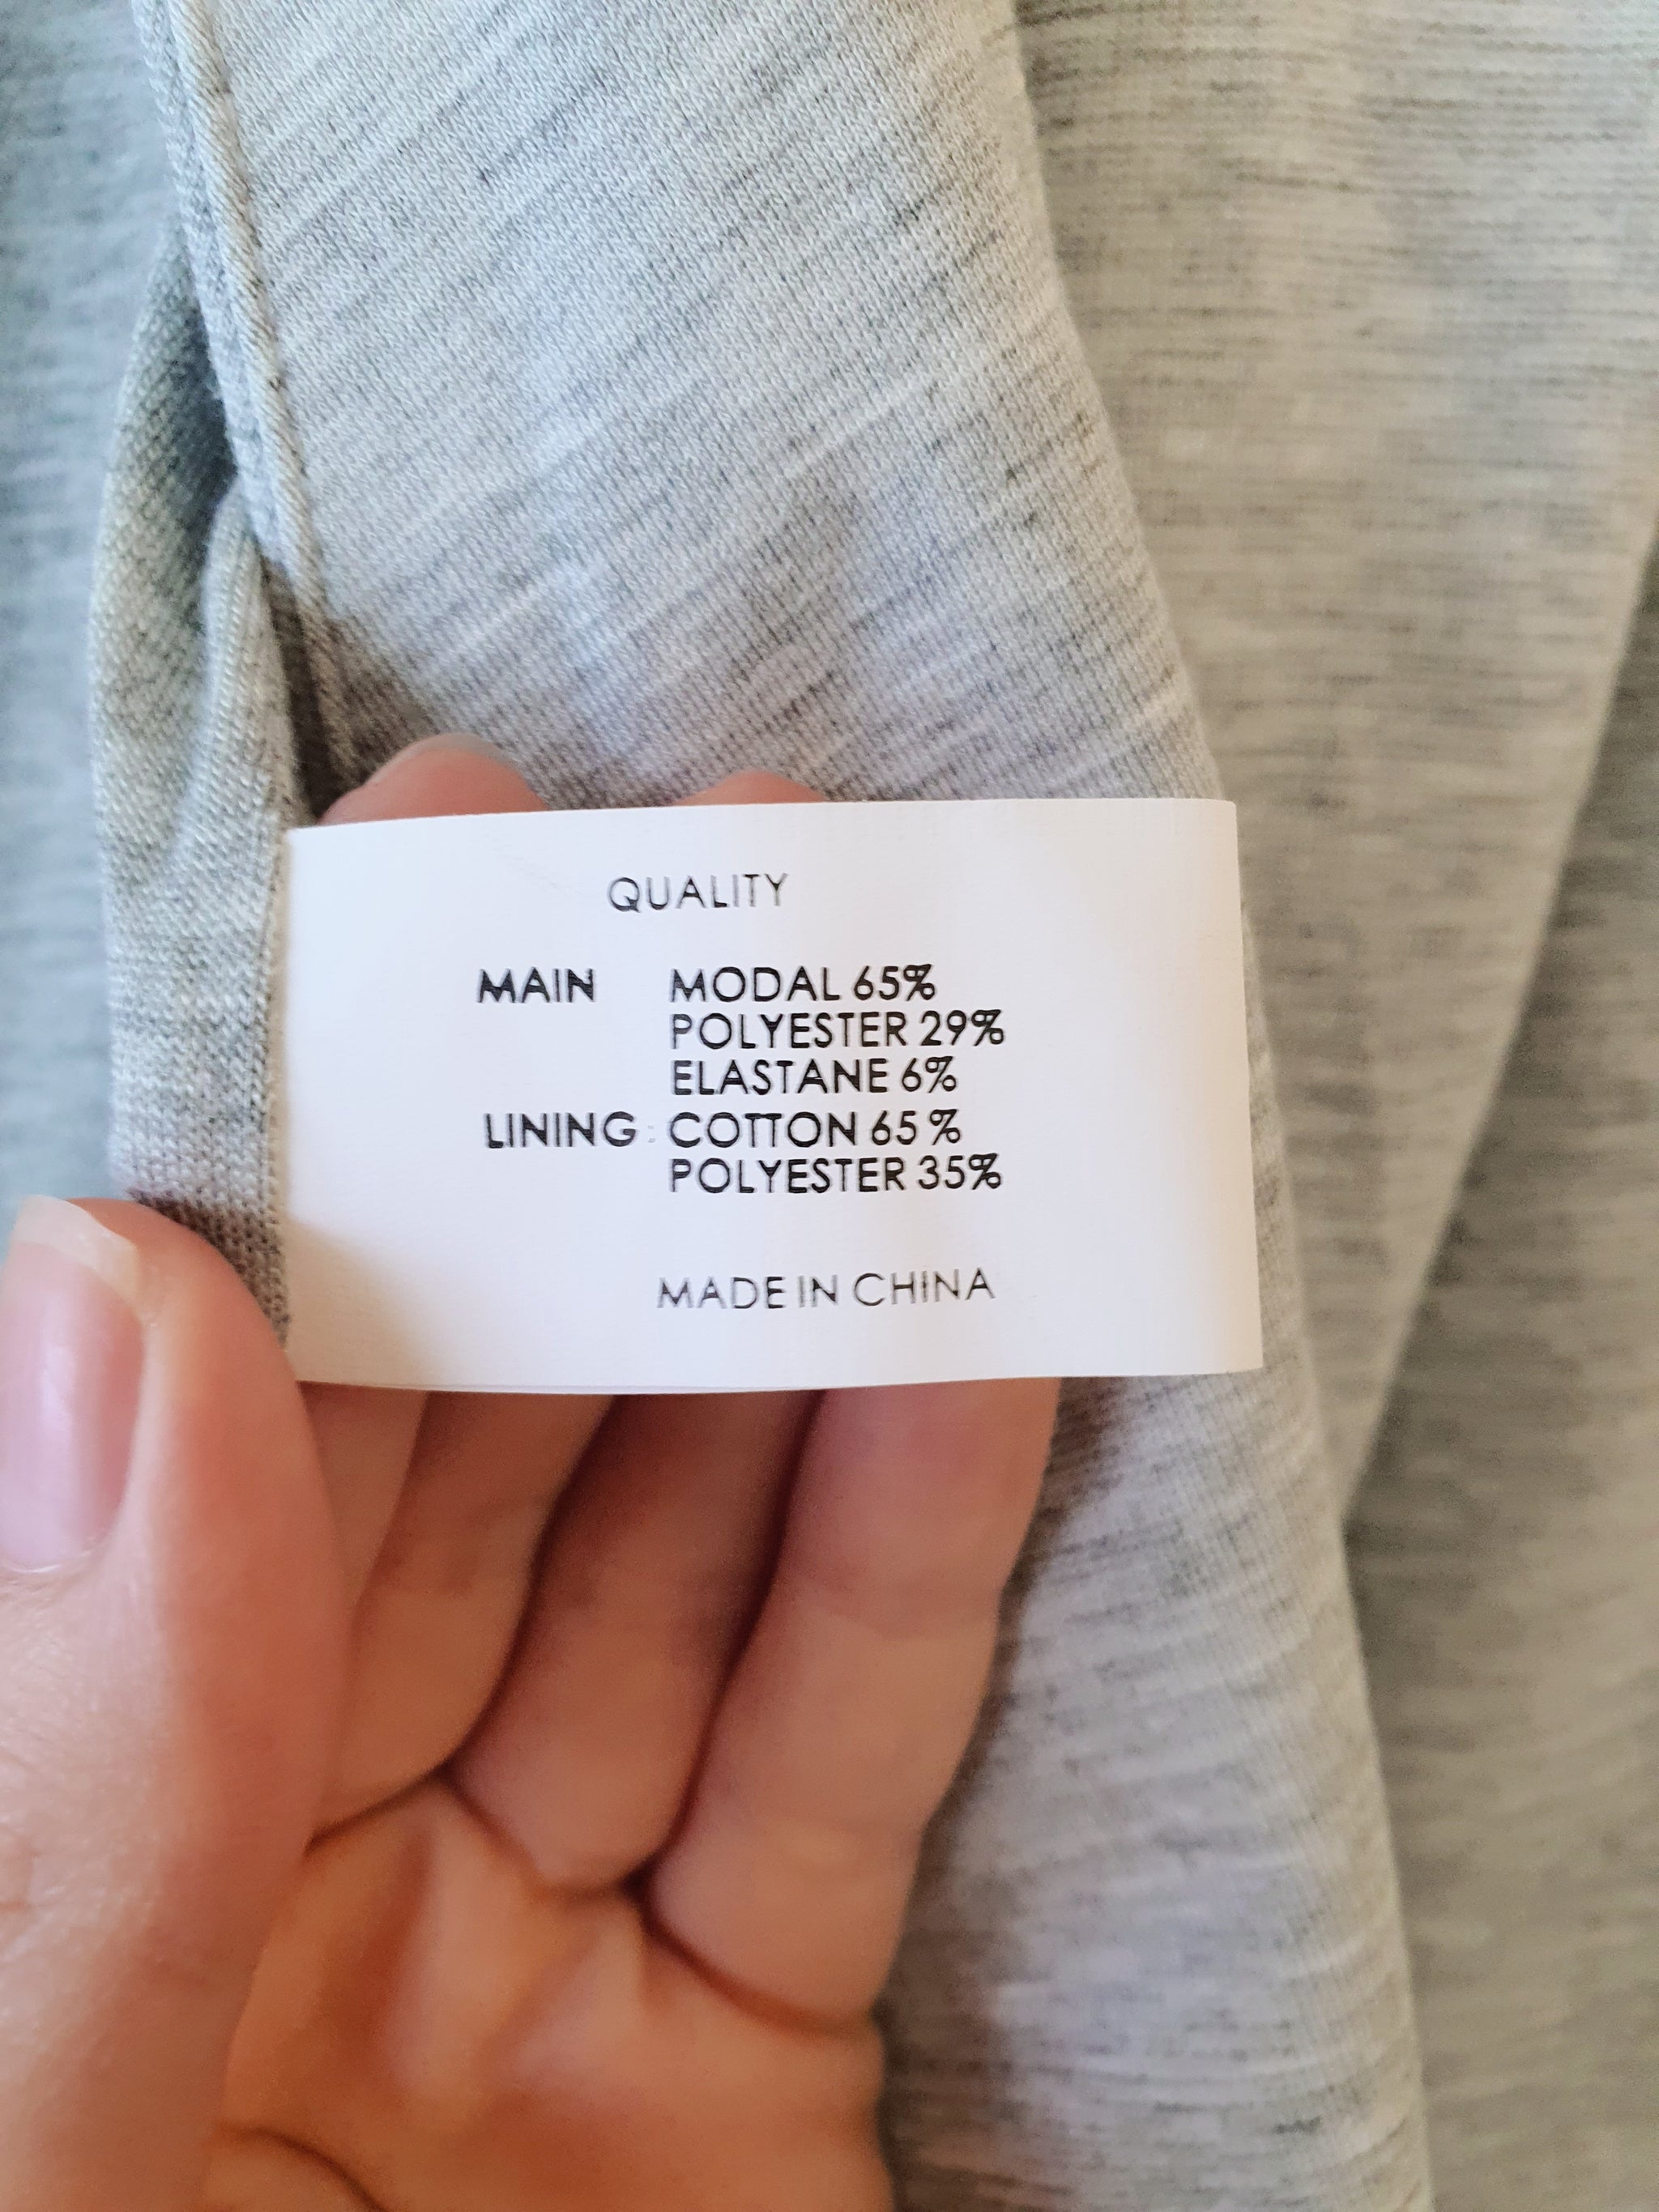 QUALITY
MAIN MODAL 65%
POLYESTER 29%
ELASTANE 6%
LINING : COTTON 65 %
POLYESTER 35%
MADE IN CHINA